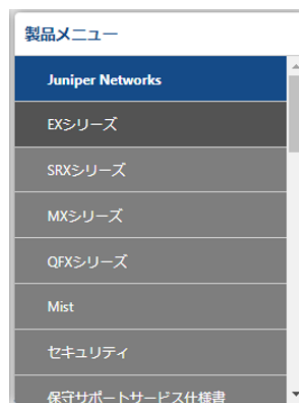 製品メニュー
Juniper Networks
EXシリーズ
SRXシリーズ
MXシリーズ
QFXシリーズ
Mist
セキュリティ
保守サポートサービス仕様書